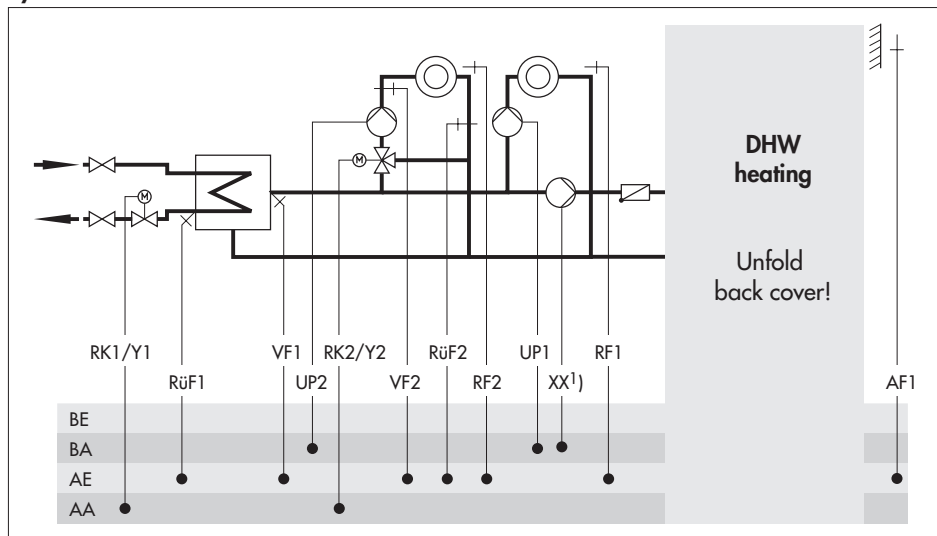 M
M
DHW
heating
Unfold
back cover!
RK1/Y1
VF1
RK2/Y2
RüF2
UP1
RF1
RüF1
UP2
VF2
RF2
XX1)
AF1
BE
BA
AE
AA